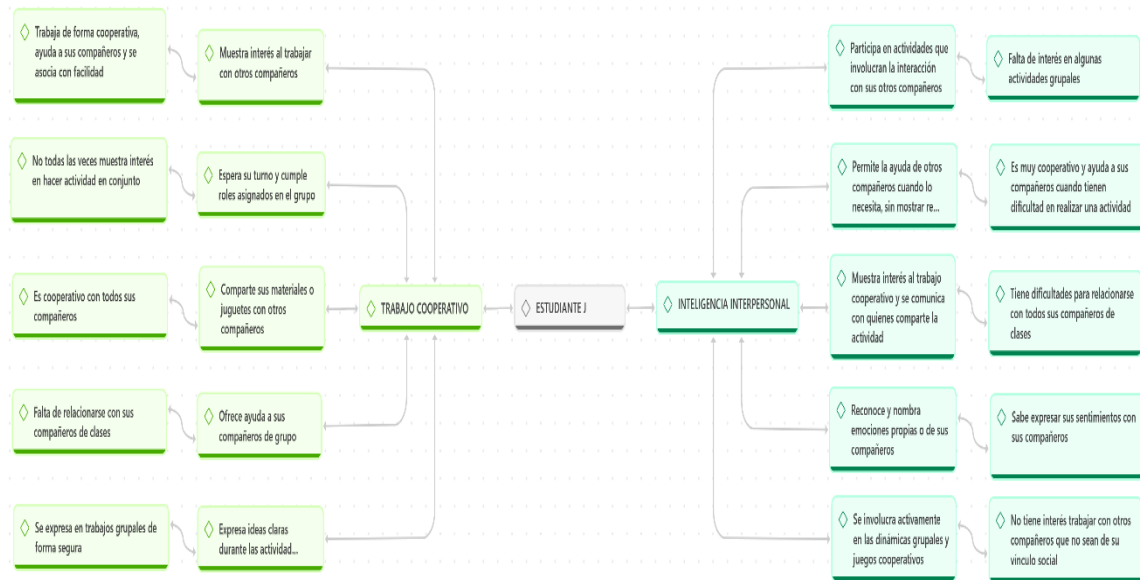 Trabaja de forma cooperativa,
ayuda a sus compañeros y se
asocia con facilidad
Muestra interés al trabajar
con otros compañeros
No todas las veces muestra interés
en hacer actividad en conjunto
Espera su turno y cumple
roles asignados en el grupo
Es cooperativo con todos sus
compañeros
Comparte sus materiales o
juguetes con otros
compañeros
Falta de relacionarse con sus
compañeros de clases
Ofrece ayuda a sus
compañeros de grupo
Se expresa en trabajos grupales de
forma segura
Expresa ideas claras
durante las actividad...
TRABAJO COOPERATIVO
ESTUDIANTE J
INTELIGENCIA INTERPERSONAL
Participa en actividades que
involucran la interacción
con sus otros compañeros
Falta de interés en algunas
actividades grupales
Permite la ayuda de otros
compañeros cuando lo
necesita, sin mostrar re...
Es muy cooperativo y ayuda a sus
compañeros cuando tienen
dificultad en realizar una actividad
Muestra interés al trabajo
cooperativo y se comunica
con quienes comparte la
actividad
Tiene dificultades para relacionarse
con todos sus compañeros de
clases
Reconoce y nombra
emociones propias o de sus
compañeros
Sabe expresar sus sentimientos con
sus compañeros
Se involucra activamente
en las dinámicas grupales y
juegos cooperativos
No tiene interés trabajar con otros
compañeros que no sean de su
vinculo social